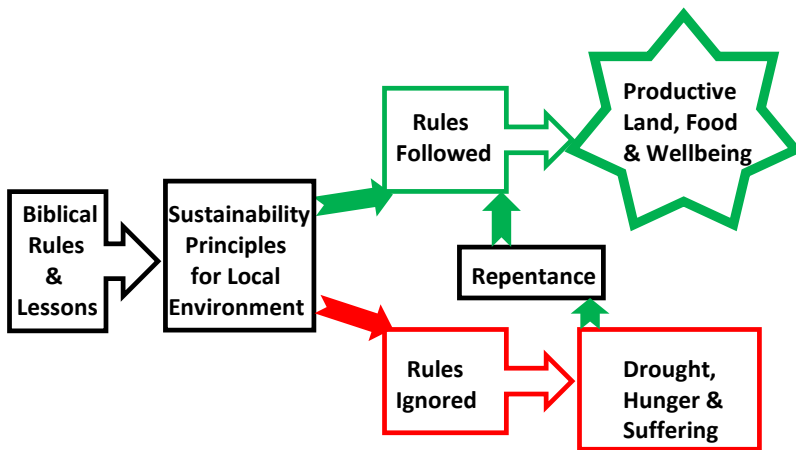 Biblical
Rules
&
Lessons
Sustainability
Principles
for Local
Environment
Rules
Followed
Productive
Land, Food
& Wellbeing
Repentance
Rules
Ignored
Drought,
Hunger &
Suffering